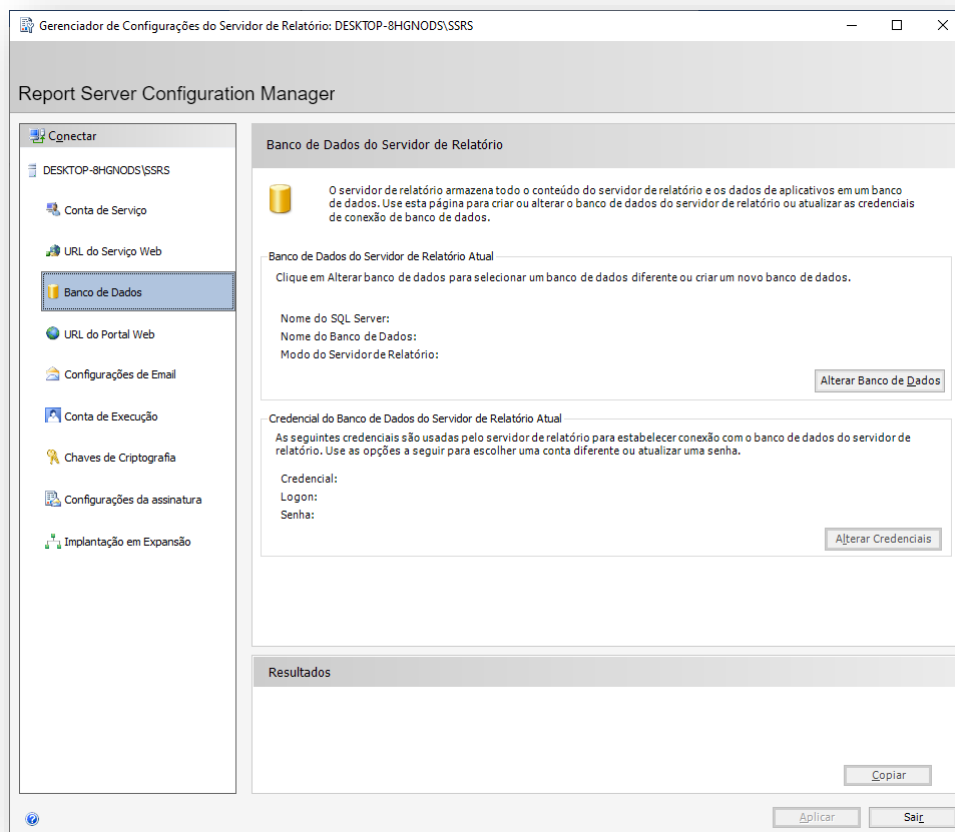 Gerenciador de Configurações do Servidor de Relatório: DESKTOP-8HGNODS\SSRS
Report Server Configuration Manager
Conectar
DESKTOP-8HGNODS\SSRS
Conta de Serviço
URL do Serviço Web
Banco de Dados
URL do Portal Web
Configurações de Email
Conta de Execução
Chaves de Criptografia
Configurações da assinatura
Implantação em Expansão
Banco de Dados do Servidor de Relatório
O servidor de relatório armazena todo o conteúdo do servidor de relatório e os dados de aplicativos em um banco
de dados. Use esta página para criar ou alterar o banco de dados do servidor de relatório ou atualizar as credenciais
de conexão de banco de dados.
Banco de Dados do Servidor de Relatório Atual
Clique em Alterar banco de dados para selecionar um banco de dados diferente ou criar um novo banco de dados.
Nome do SQL Server:
Nome do Banco de Dados:
Modo do Servidor de Relatório:
Alterar Banco de Dados
Credencial do Banco de Dados do Servidor de Relatório Atual
As seguintes credenciais são usadas pelo servidor de relatório para estabelecer conexão com o banco de dados do servidor de
relatório. Use as opções a seguir para escolher uma conta diferente ou atualizar uma senha.
Credencial:
Logon:
Senha:
Alterar Credenciais
Resultados
Copiar
Aplicar
Sair